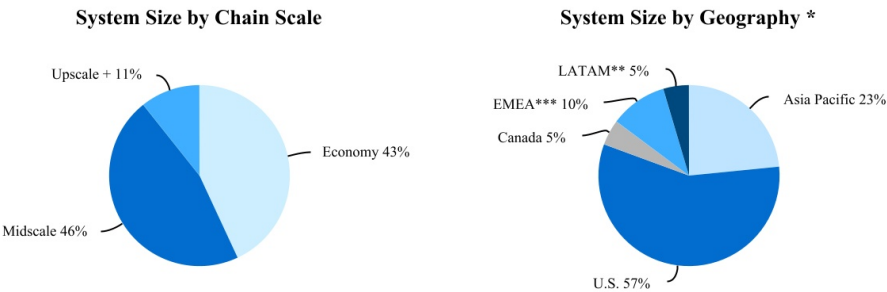 System Size by Chain Scale
Upscale + 11%
Economy 43%
Midscale 46%
System Size by Geography *
LATAM** 5%
Asia Pacific 23%
EMEA*** 10%
Canada 5%
U.S. 57%